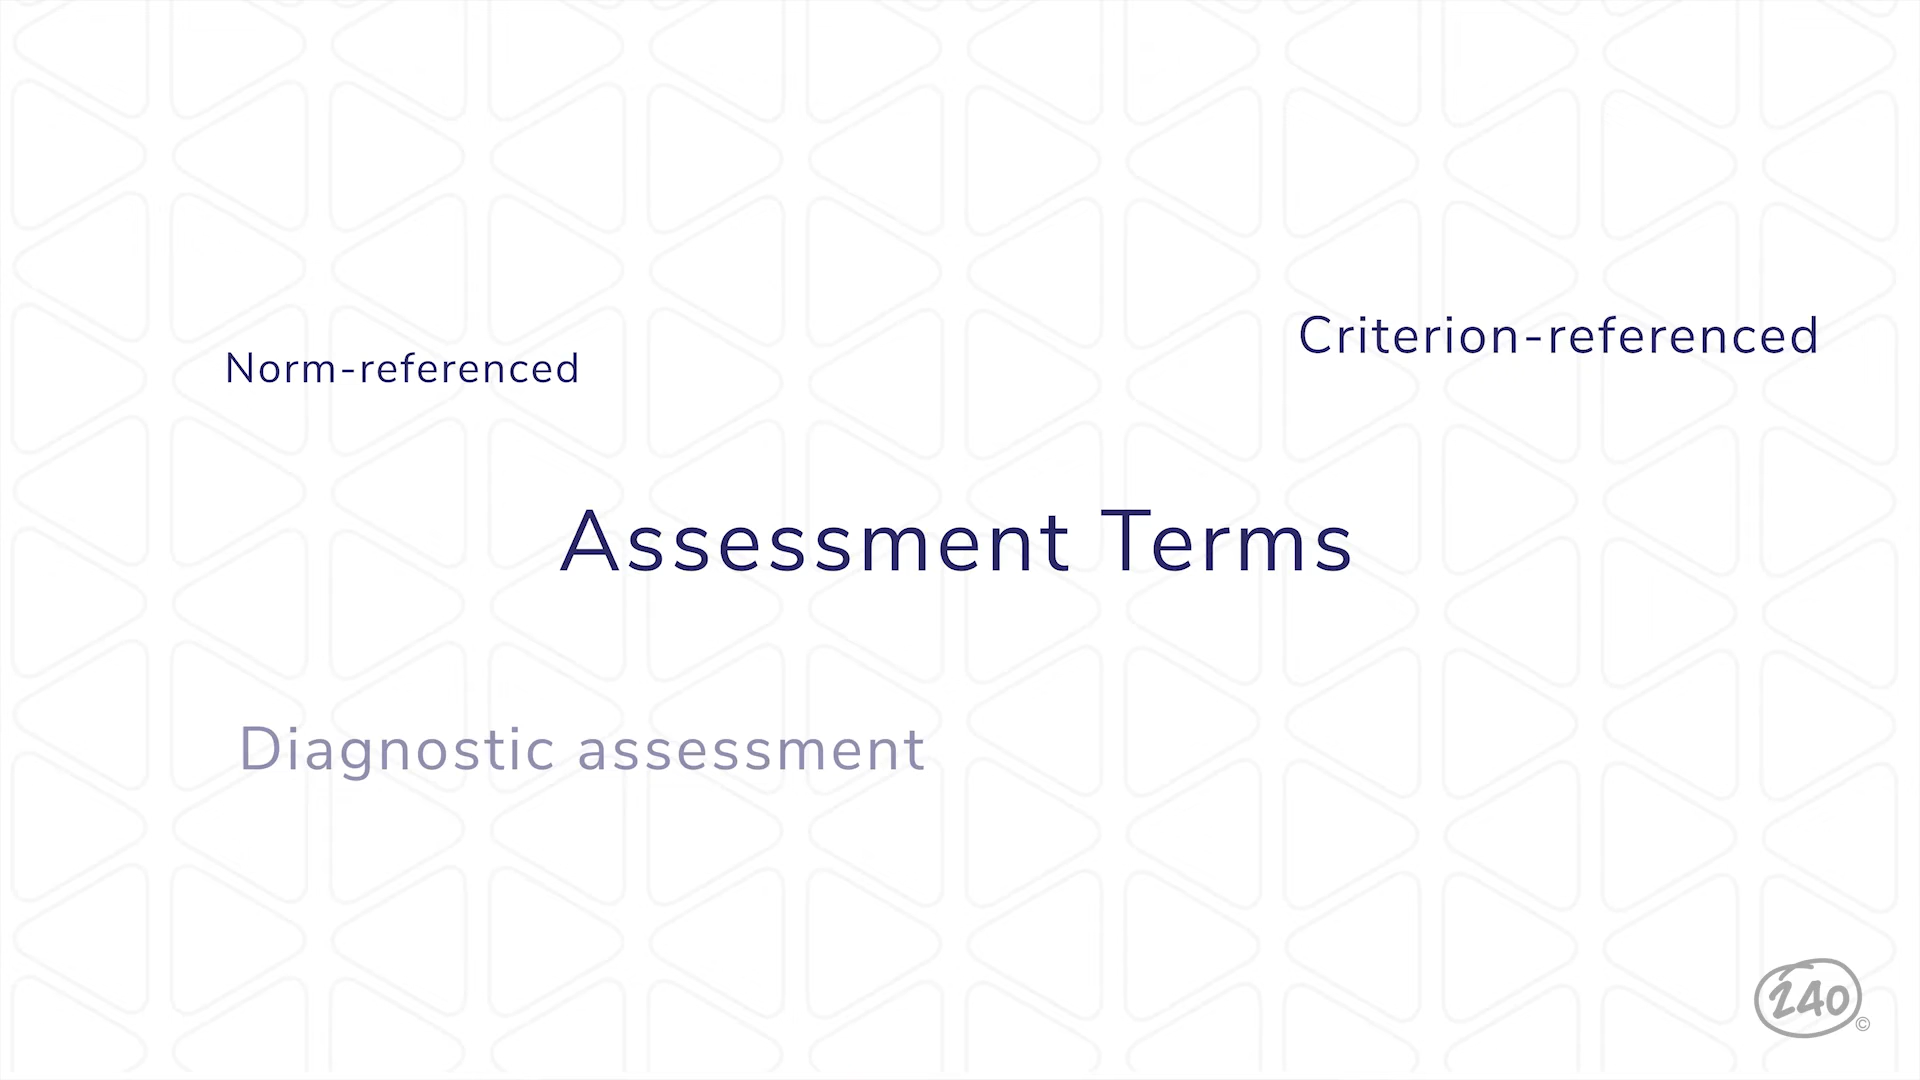 Criterion-referenced
Norm-referenced
Assessment Terms
Diagnostic assessment
240
©